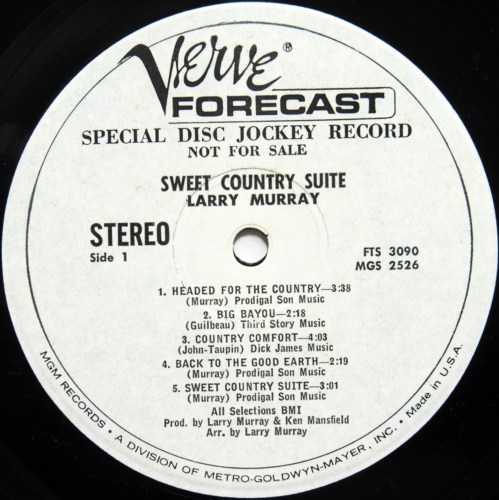 Verve®
FORECAST
SPECIAL DISC JOCKEY RECORD
NOT FOR SALE
SWEET COUNTRY SUITE
LARRY MURRAY
STEREO
Side 1
FTS 3090
MGS 2526
1. HEADED FOR THE COUNTRY—3:38
(Murray) Prodigal Son Music
2. BIG BAYOU—2:18
(Guilbeau) Third Story Music
3. COUNTRY COMFORT—4:03
(John-Taupin) Dick James Music
4. BACK TO THE GOOD EARTH—2:19
(Murray) Prodigal Son Music
5. SWEET COUNTRY SUITE—3:01
(Murray) Prodigal Son Music
All Selections BMI
Prod. by Larry Murray & Ken Mansfield
Arr. by Larry Murray
MGM RECORDS • A DIVISION OF METRO-GOLDWYN-MAYER, INC. • Made in U.S.A.